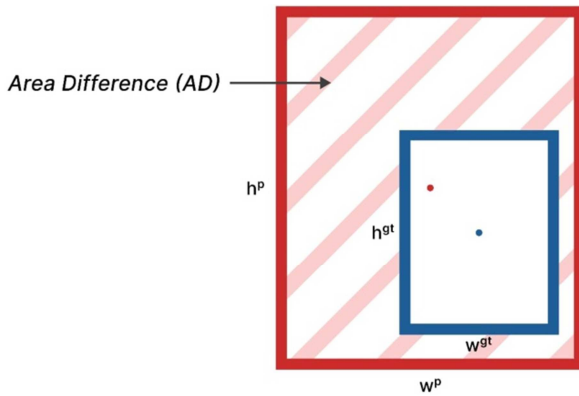 Area Difference (AD)
hᵖ
hᵍᵗ
wᵍᵗ
wᵖ